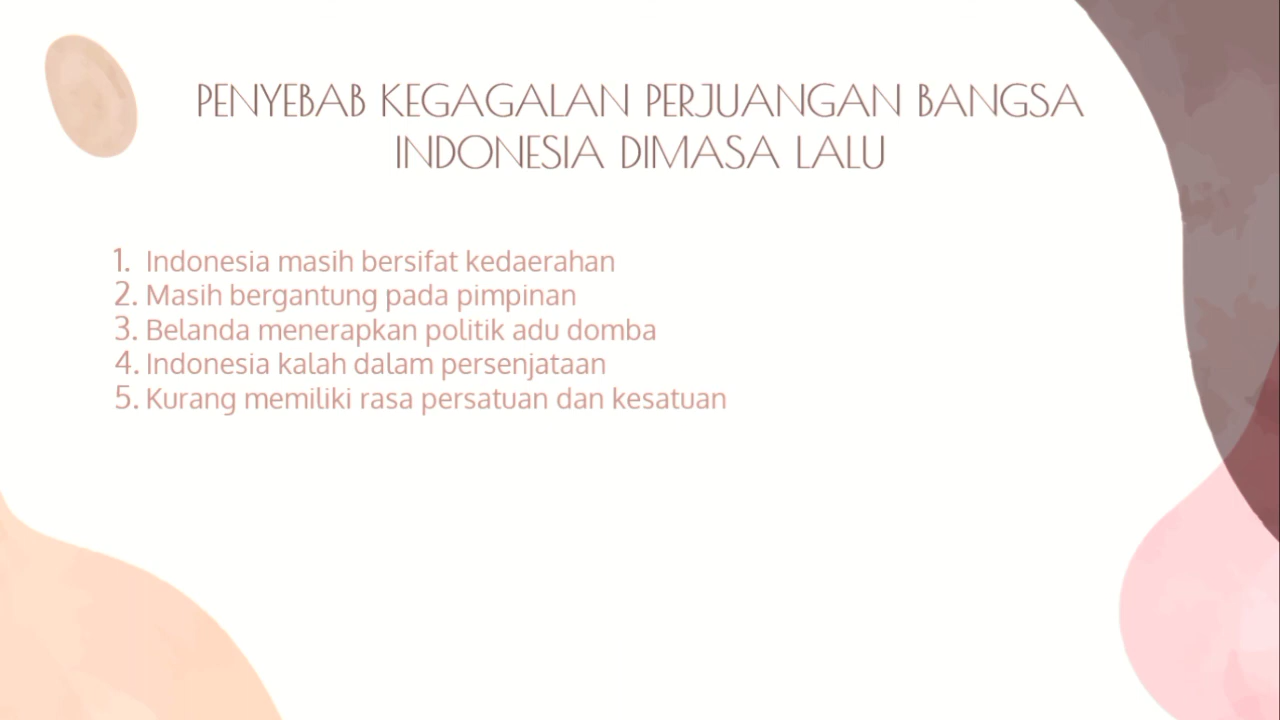 PENYEBAB KEGAGALAN PERJUANGAN BANGSA
INDONESIA DIMASA LALU
1. Indonesia masih bersifat kedaerahan
2. Masih bergantung pada pimpinan
3. Belanda menerapkan politik adu domba
4. Indonesia kalah dalam persenjataan
5. Kurang memiliki rasa persatuan dan kesatuan